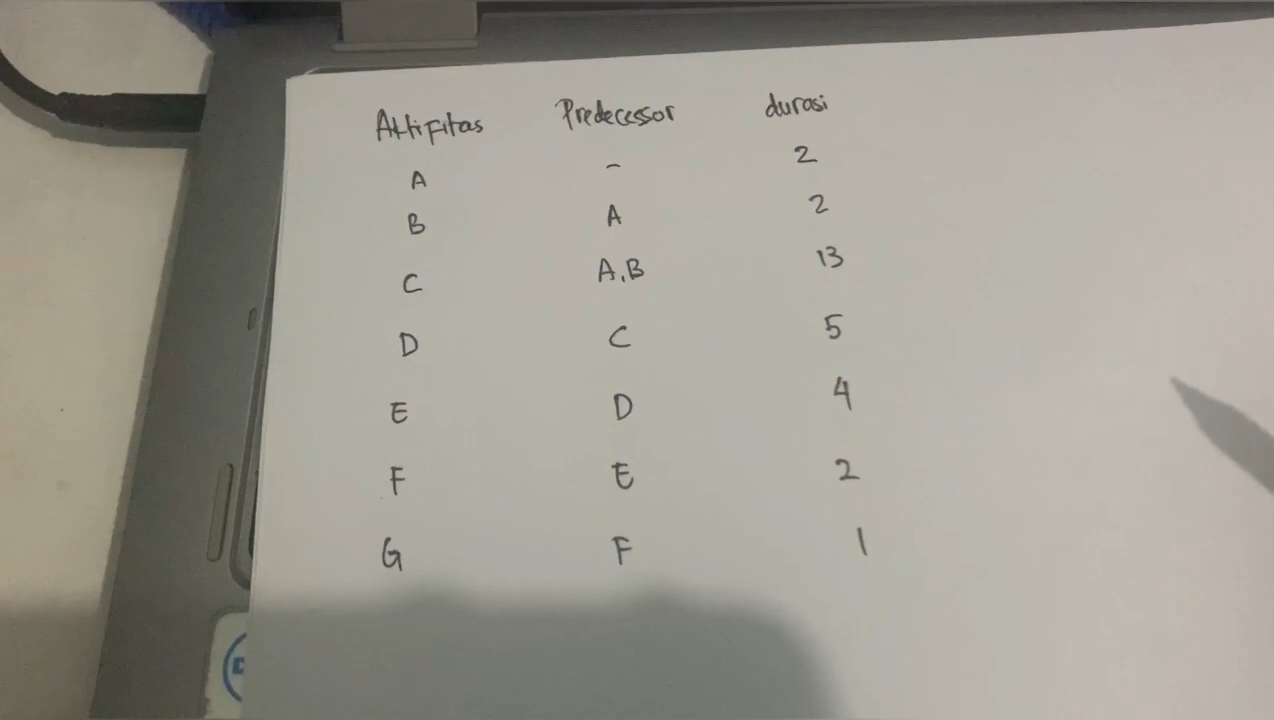 Aktifitas Predecessor durasi
A - 2
B A 2
C A,B 13
D C 5
E D 4
F E 2
G F 1